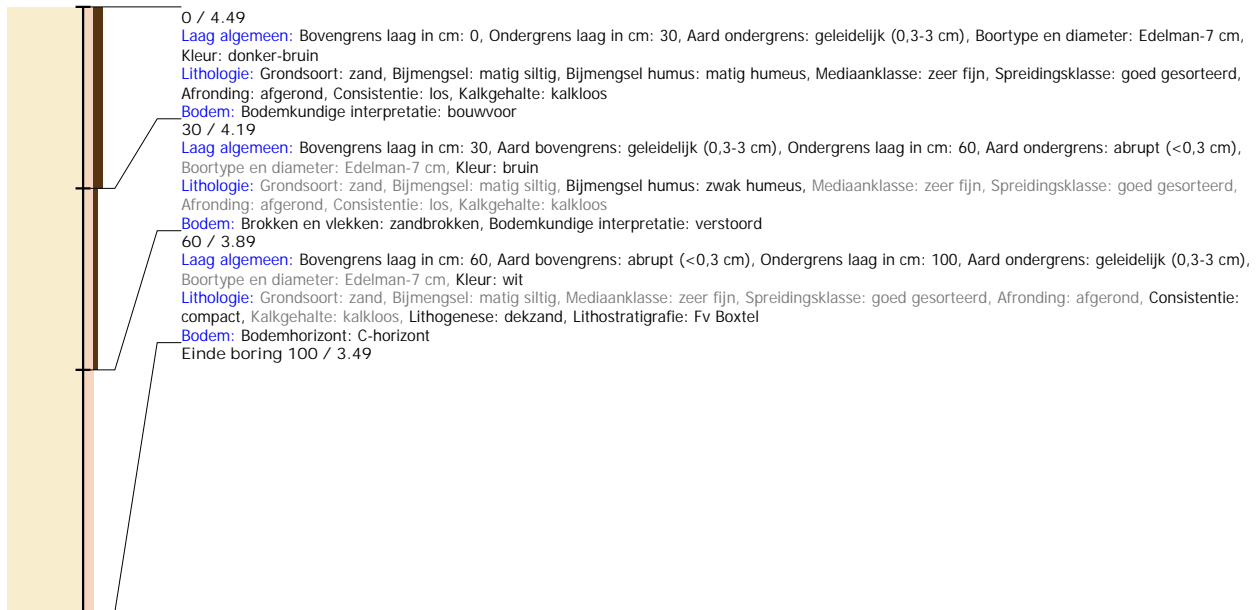 0 / 4.49
Laag algemeen: Bovengrens laag in cm: 0, Ondergrens laag in cm: 30, Aard ondergrens: geleidelijk (0,3-3 cm), Boortype en diameter: Edelman-7 cm,
Kleur: donker-bruin
Lithologie: Grondsoort: zand, Bijmengsel: matig siltig, Bijmengsel humus: matig humeus, Mediaanklasse: zeer fijn, Spreidingsklasse: goed gesorteerd,
Afronding: afgerond, Consistentie: los, Kalkgehalte: kalkloos
Bodem: Bodemkundige interpretatie: bouwvoor
30 / 4.19
Laag algemeen: Bovengrens laag in cm: 30, Aard bovengrens: geleidelijk (0,3-3 cm), Ondergrens laag in cm: 60, Aard ondergrens: abrupt (<0,3 cm),
Boortype en diameter: Edelman-7 cm, Kleur: bruin
Lithologie: Grondsoort: zand, Bijmengsel: matig siltig, Bijmengsel humus: zwak humeus, Mediaanklasse: zeer fijn, Spreidingsklasse: goed gesorteerd,
Afronding: afgerond, Consistentie: los, Kalkgehalte: kalkloos
Bodem: Brokken en vlekken: zandbrokken, Bodemkundige interpretatie: verstoord
60 / 3.89
Laag algemeen: Bovengrens laag in cm: 60, Aard bovengrens: abrupt (<0,3 cm), Ondergrens laag in cm: 100, Aard ondergrens: geleidelijk (0,3-3 cm),
Boortype en diameter: Edelman-7 cm, Kleur: wit
Lithologie: Grondsoort: zand, Bijmengsel: matig siltig, Mediaanklasse: zeer fijn, Spreidingsklasse: goed gesorteerd, Afronding: afgerond, Consistentie:
compact, Kalkgehalte: kalkloos, Lithogenese: dekzand, Lithostratigrafie: Fv Boxtel
Bodem: Bodemhorizont: C-horizont
Einde boring 100 / 3.49